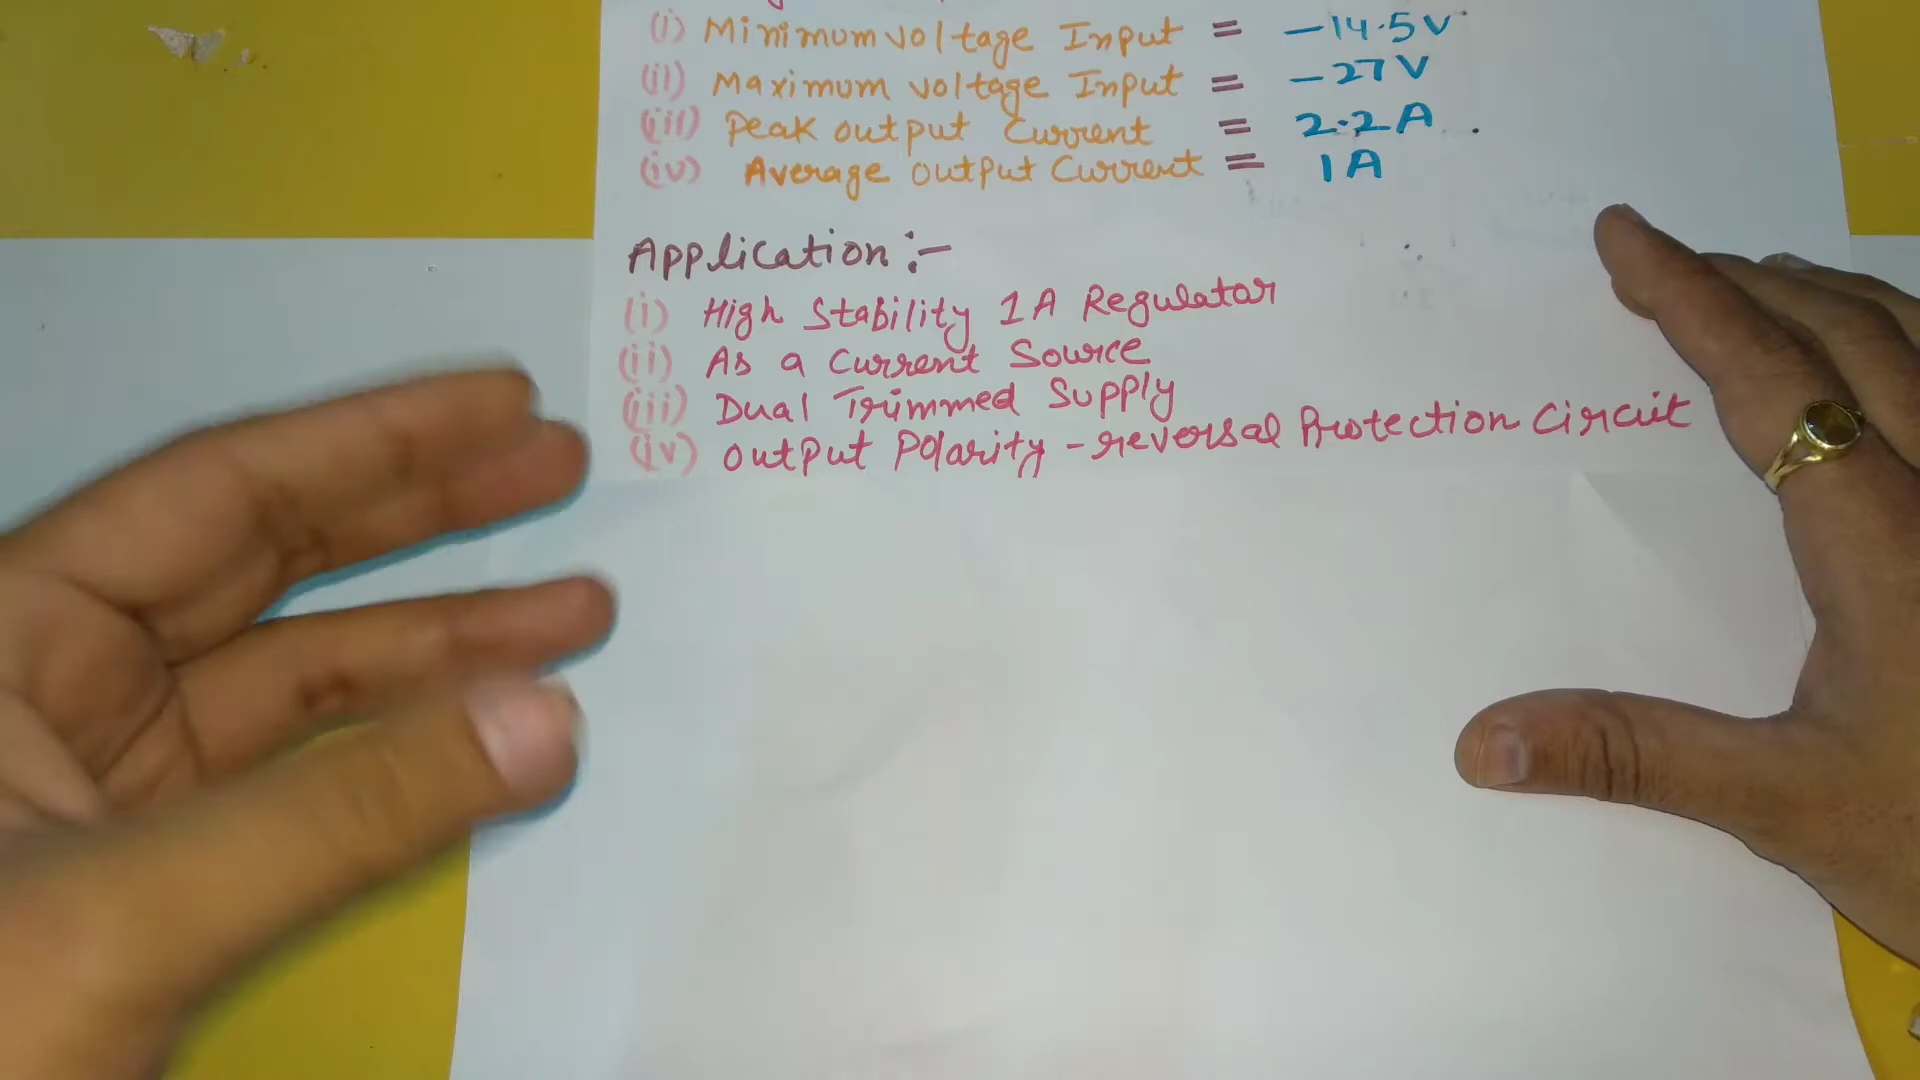 (i) Minimum voltage Input = -14.5V
(ii) Maximum voltage Input = -27V
(iii) Peak output Current = 2.2A
(iv) Average output Current = 1A
Application :-
(i) High Stability 1A Regulator
(ii) As a Current Source
(iii) Dual Trimmed Supply
(iv) Output Polarity - reversal Protection Circuit